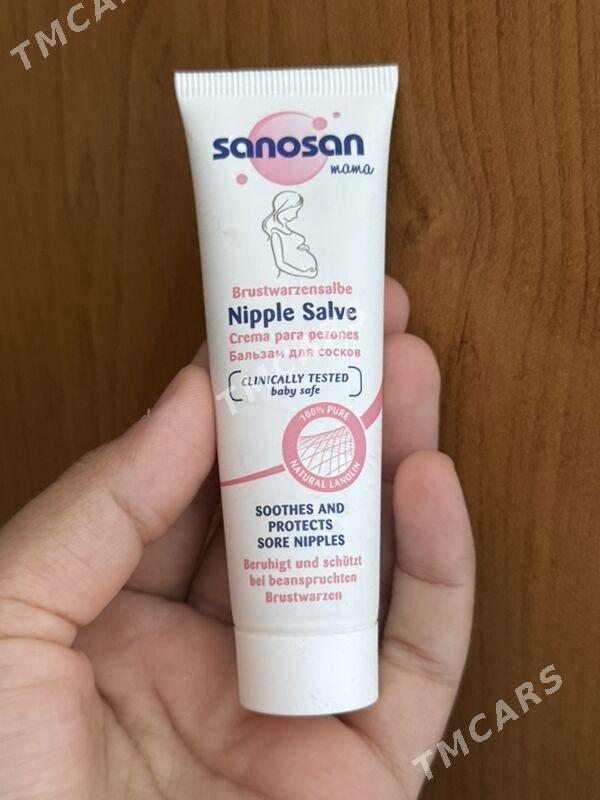 TMCARS
sanosan
mama
Brustwarzensalbe
Nipple Salve
Crema para pezones
Бальзам для сосков
CLINICALLY TESTED
baby safe
TMCARS
100% PURE
NATURAL LANOLIN
SOOTHES AND
PROTECTS
SORE NIPPLES
Beruhigt und schützt
bei beanspruchten
Brustwarzen
TMCARS